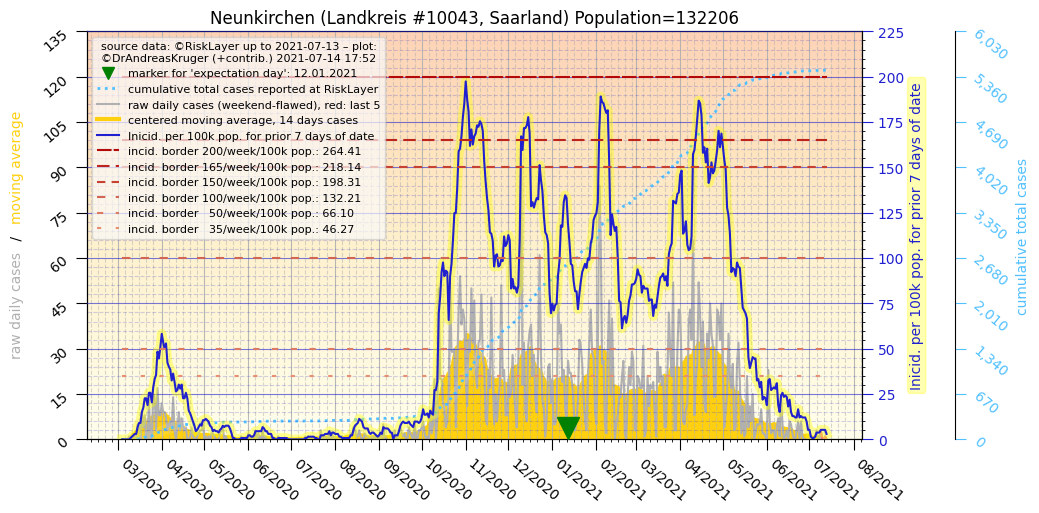 Neunkirchen (Landkreis #10043, Saarland) Population=132206
source data: ©RiskLayer up to 2021-07-13 – plot:
©DrAndreasKruger (+contrib.) 2021-07-14 17:52
marker for 'expectation day': 12.01.2021
cumulative total cases reported at RiskLayer
raw daily cases (weekend-flawed), red: last 5
centered moving average, 14 days cases
Inicid. per 100k pop. for prior 7 days of date
incid. border 200/week/100k pop.: 264.41
incid. border 165/week/100k pop.: 218.14
incid. border 150/week/100k pop.: 198.31
incid. border 100/week/100k pop.: 132.21
incid. border   50/week/100k pop.: 66.10
incid. border   35/week/100k pop.: 46.27
raw daily cases / moving average
135
120
105
90
75
60
45
30
15
0
03/2020
04/2020
05/2020
06/2020
07/2020
08/2020
09/2020
10/2020
11/2020
12/2020
01/2021
02/2021
03/2021
04/2021
05/2021
06/2021
07/2021
08/2021
225
200
175
150
125
100
75
50
25
0
Inicid. per 100k pop. for prior 7 days of date
6,030
5,360
4,690
4,020
3,350
2,680
2,010
1,340
670
0
cumulative total cases